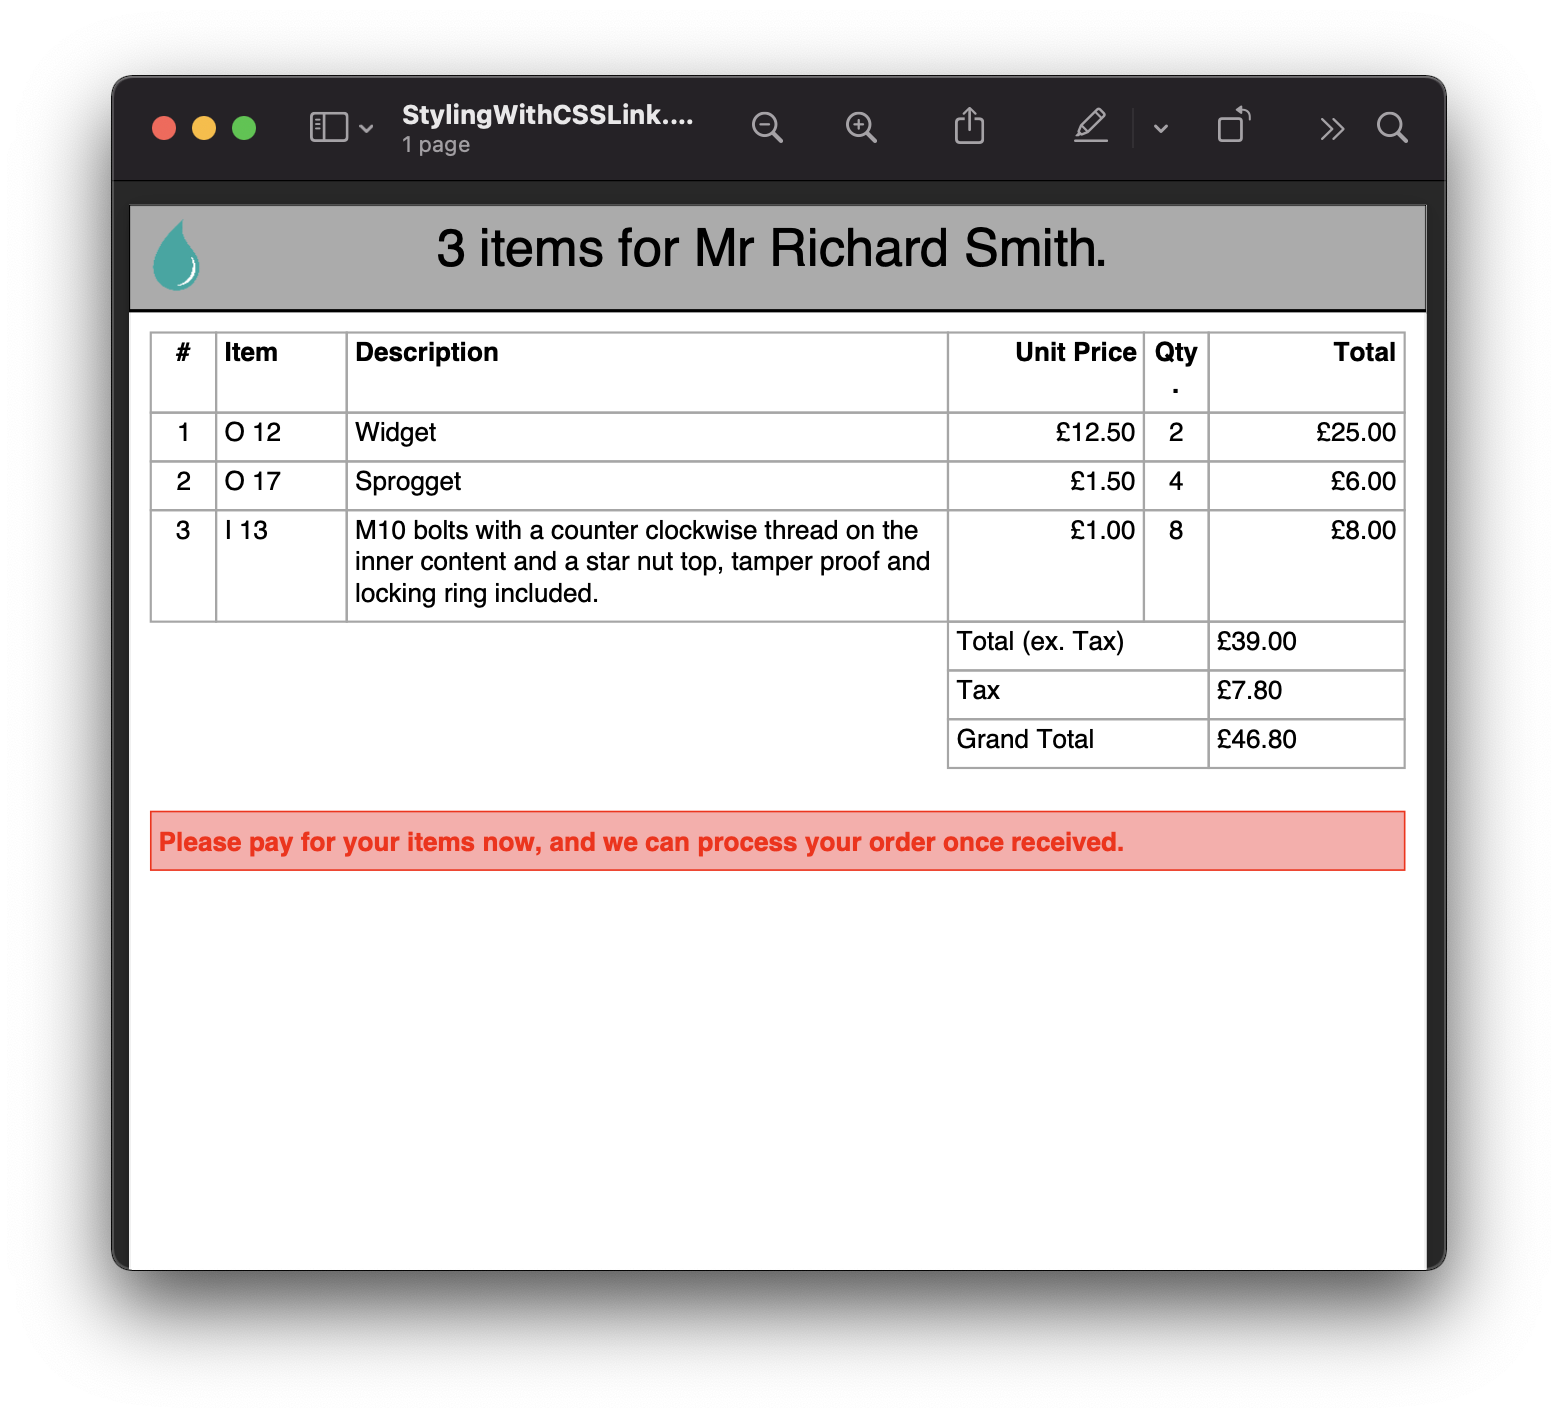 StylingWithCSSLink....
1 page
3 items for Mr Richard Smith.
# Item Description Unit Price Qty Total
.
1 O 12 Widget £12.50 2 £25.00
2 O 17 Sprogget £1.50 4 £6.00
3 I 13 M10 bolts with a counter clockwise thread on the £1.00 8 £8.00
inner content and a star nut top, tamper proof and
locking ring included.
Total (ex. Tax) £39.00
Tax £7.80
Grand Total £46.80
Please pay for your items now, and we can process your order once received.